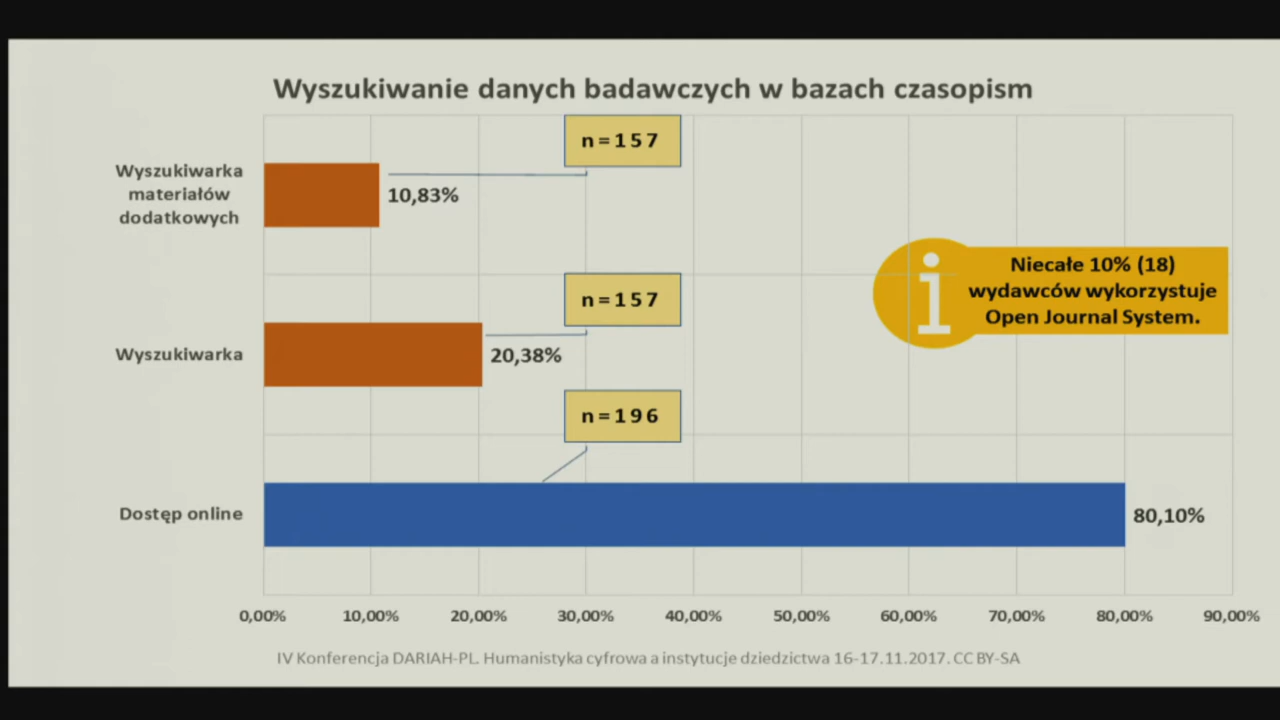 Wyszukiwanie danych badawczych w bazach czasopism
n=157
Wyszukiwarka
materiałów
dodatkowych
10,83%
Niecałe 10% (18)
wydawców wykorzystuje
Open Journal System.
n=157
Wyszukiwarka
20,38%
n=196
Dostęp online
80,10%
0,00% 10,00% 20,00% 30,00% 40,00% 50,00% 60,00% 70,00% 80,00% 90,00%
IV Konferencja DARIAH-PL. Humanistyka cyfrowa a instytucje dziedzictwa 16-17.11.2017. CC BY-SA